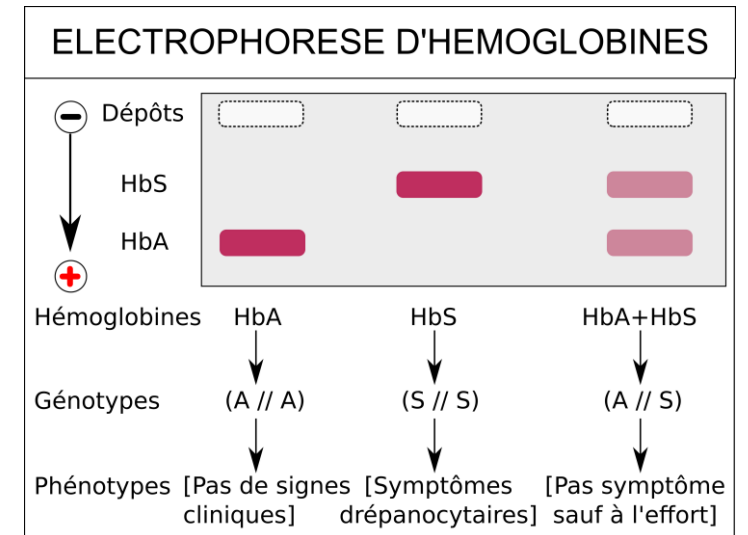 ELECTROPHORESE D'HEMOGLOBINES
Dépôts
HbS
HbA
Hémoglobines HbA HbS HbA+HbS
Génotypes (A // A) (S // S) (A // S)
Phénotypes [Pas de signes [Symptômes [Pas symptôme
cliniques] drépanocytaires] sauf à l'effort]